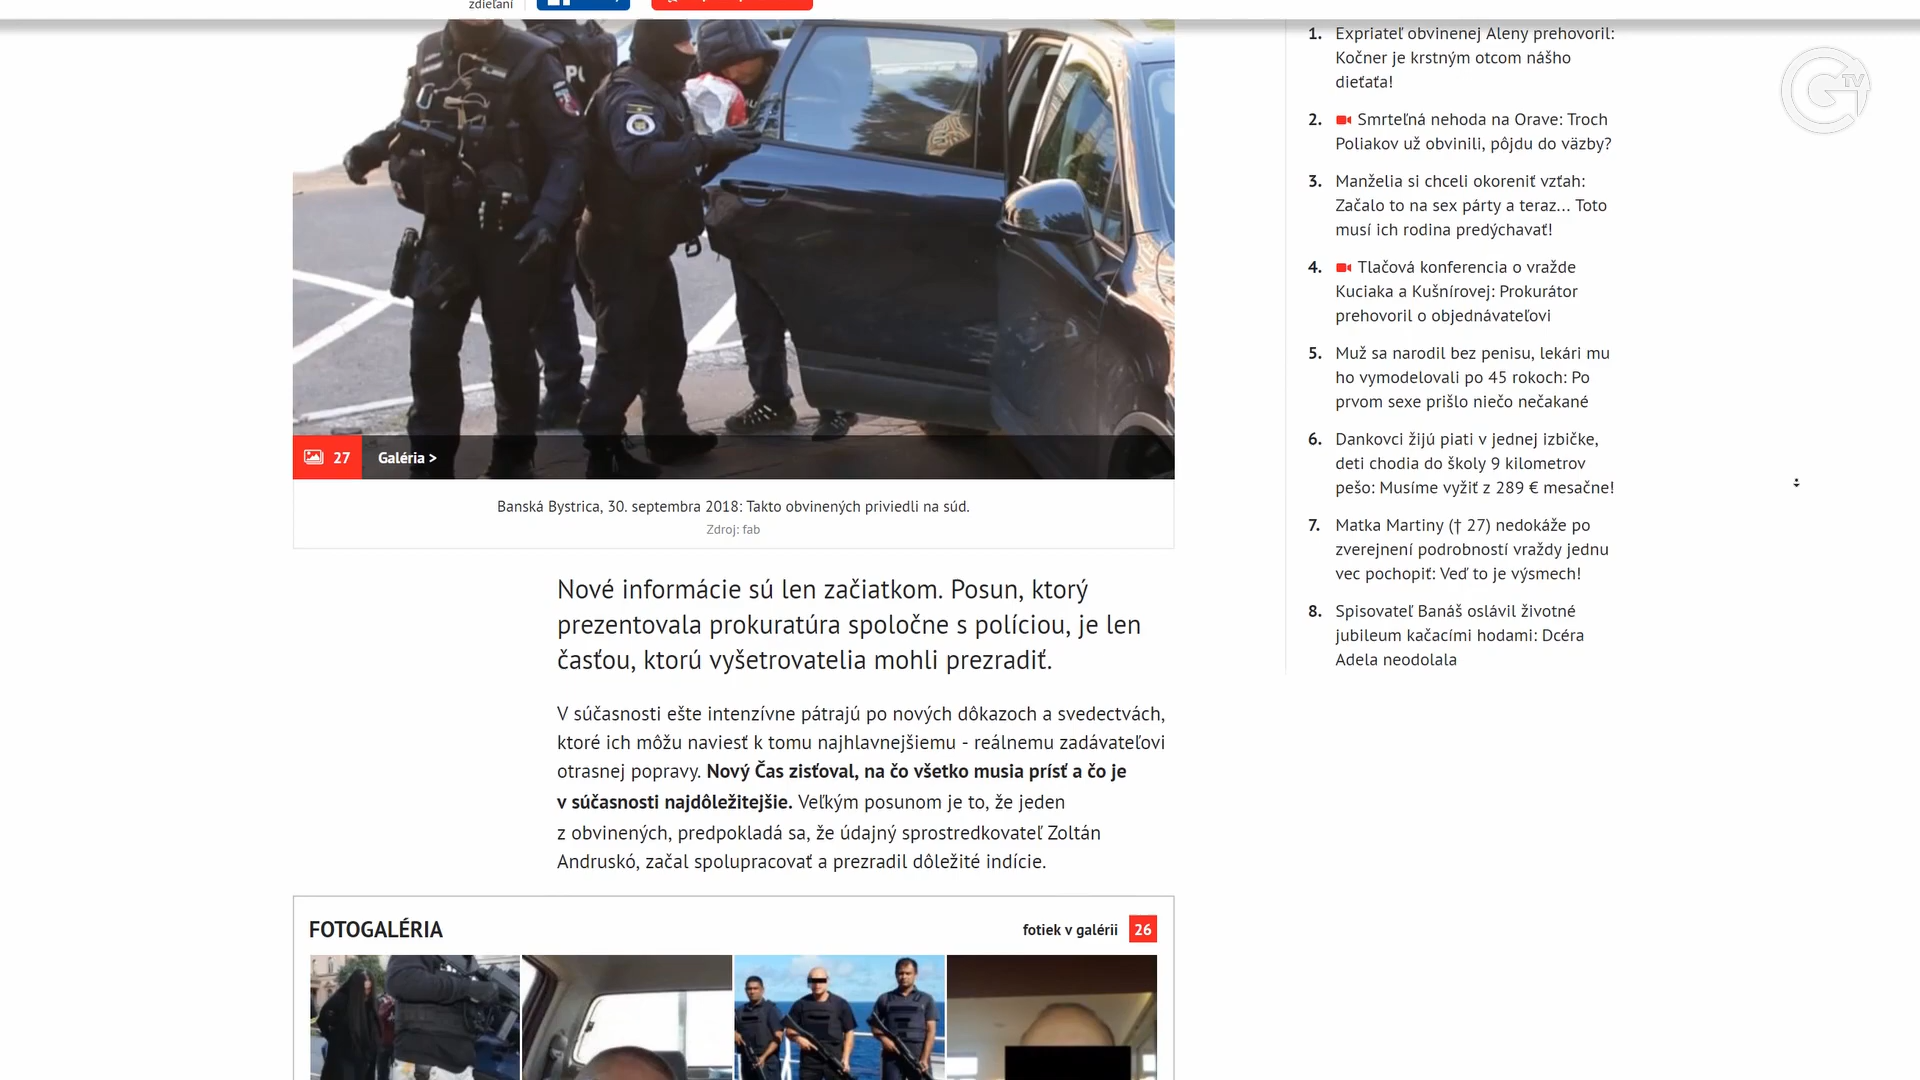 zdieľaní
1. Expriateľ obvinenej Aleny prehovoril:
Kočner je krstným otcom nášho
dieťaťa!
2. Smrteľná nehoda na Orave: Troch
Poliakov už obvinili, pôjdu do väzby?
3. Manželia si chceli okoreniť vzťah:
Začalo to na sex párty a teraz... Toto
musí ich rodina predýchavať!
4. Tlačová konferencia o vražde
Kuciaka a Kušnírovej: Prokurátor
prehovoril o objednávateľovi
5. Muž sa narodil bez penisu, lekári mu
ho vymodelovali po 45 rokoch: Po
prvom sexe prišlo niečo nečakané
6. Dankovci žijú piati v jednej izbičke,
deti chodia do školy 9 kilometrov
pešo: Musíme vyžiť z 289 € mesačne!
7. Matka Martiny († 27) nedokáže po
zverejnení podrobností vraždy jednu
vec pochopiť: Veď to je výsmech!
8. Spisovateľ Banáš oslávil životné
jubileum kačacími hodami: Dcéra
Adela neodolala
G TV
27 Galéria >
Banská Bystrica, 30. septembra 2018: Takto obvinených priviedli na súd.
Zdroj: fab
Nové informácie sú len začiatkom. Posun, ktorý
prezentovala prokuratúra spoločne s políciou, je len
časťou, ktorú vyšetrovatelia mohli prezradiť.
V súčasnosti ešte intenzívne pátrajú po nových dôkazoch a svedectvách,
ktoré ich môžu naviesť k tomu najhlavnejšiemu - reálnemu zadávateľovi
otrasnej popravy. Nový Čas zisťoval, na čo všetko musia prísť a čo je
v súčasnosti najdôležitejšie. Veľkým posunom je to, že jeden
z obvinených, predpokladá sa, že údajný sprostredkovateľ Zoltán
Andruskó, začal spolupracovať a prezradil dôležité indície.
FOTOGALÉRIA
fotiek v galérii 26